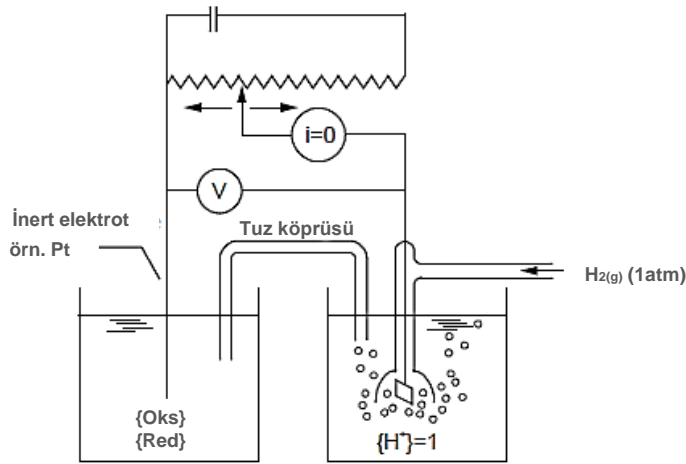 i=0
V
İnert elektrot
örn. Pt
Tuz köprüsü
H2(g) (1atm)
{Oks}
{Red}
{H⁺}=1